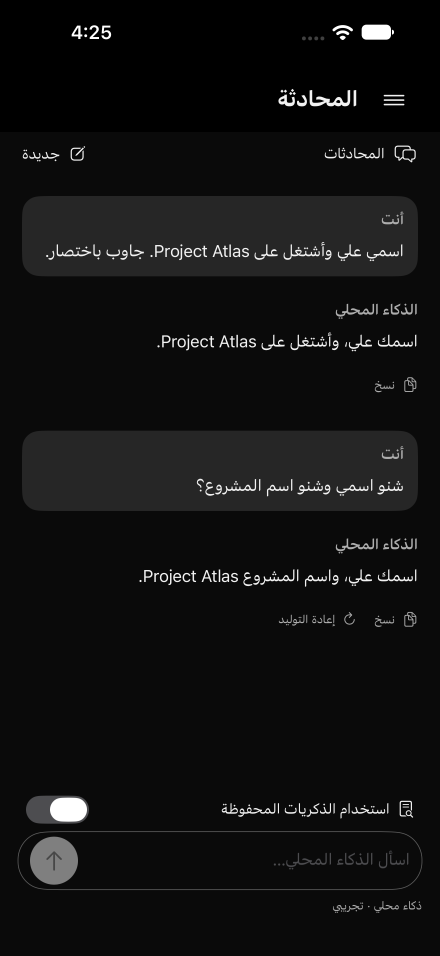 4:25
المحادثة
المحادثات
جديدة
أنت
اسمي علي وأشتغل على Project Atlas. جاوب باختصار.
الذكاء المحلي
اسمك علي، وأشتغل على Project Atlas.
نسخ
أنت
شنو اسمي وشنو اسم المشروع؟
الذكاء المحلي
اسمك علي، واسم المشروع Project Atlas.
نسخ
إعادة التوليد
استخدام الذكريات المحفوظة
اسأل الذكاء المحلي...
ذكاء محلي · تجريبي